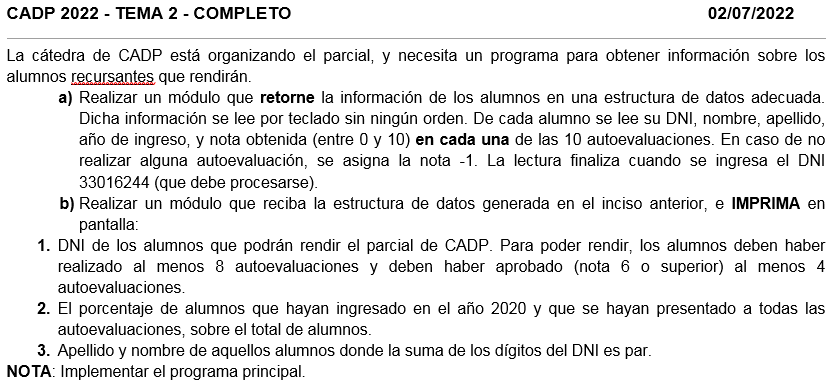 CADP 2022 - TEMA 2 - COMPLETO 02/07/2022
La cátedra de CADP está organizando el parcial, y necesita un programa para obtener información sobre los
alumnos recursantes que rendirán.
a) Realizar un módulo que retorne la información de los alumnos en una estructura de datos adecuada.
Dicha información se lee por teclado sin ningún orden. De cada alumno se lee su DNI, nombre, apellido,
año de ingreso, y nota obtenida (entre 0 y 10) en cada una de las 10 autoevaluaciones. En caso de no
realizar alguna autoevaluación, se asigna la nota -1. La lectura finaliza cuando se ingresa el DNI
33016244 (que debe procesarse).
b) Realizar un módulo que reciba la estructura de datos generada en el inciso anterior, e IMPRIMA en
pantalla:
1. DNI de los alumnos que podrán rendir el parcial de CADP. Para poder rendir, los alumnos deben haber
realizado al menos 8 autoevaluaciones y deben haber aprobado (nota 6 o superior) al menos 4
autoevaluaciones.
2. El porcentaje de alumnos que hayan ingresado en el año 2020 y que se hayan presentado a todas las
autoevaluaciones, sobre el total de alumnos.
3. Apellido y nombre de aquellos alumnos donde la suma de los dígitos del DNI es par.
NOTA: Implementar el programa principal.